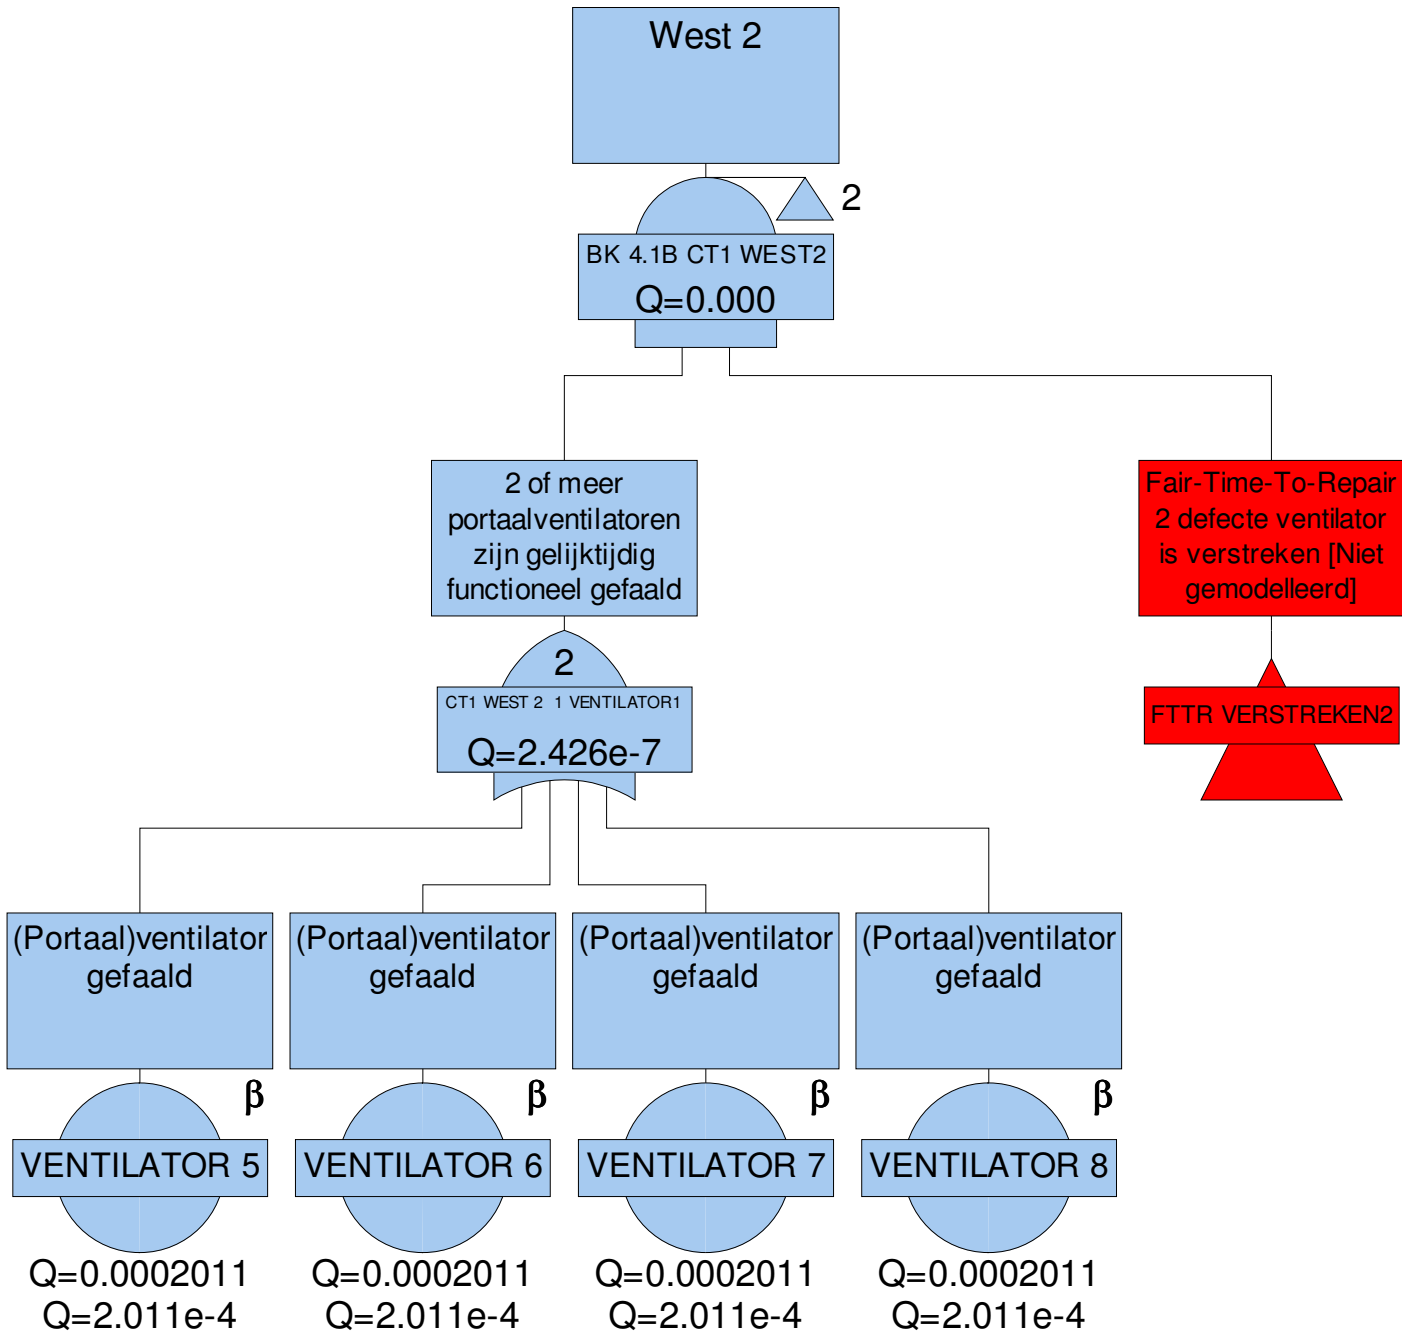 West 2
2
BK 4.1B CT1 WEST2
Q=0.000
2 of meer
portaalventilatoren
zijn gelijktijdig
functioneel gefaald
Fair-Time-To-Repair
2 defecte ventilator
is verstreken [Niet
gemodelleerd]
2
CT1 WEST 2  1 VENTILATOR1
Q=2.426e-7
FTTR VERSTREKEN2
(Portaal)ventilator
gefaald
(Portaal)ventilator
gefaald
(Portaal)ventilator
gefaald
(Portaal)ventilator
gefaald
β
β
β
β
VENTILATOR 5
VENTILATOR 6
VENTILATOR 7
VENTILATOR 8
Q=0.0002011
Q=2.011e-4
Q=0.0002011
Q=2.011e-4
Q=0.0002011
Q=2.011e-4
Q=0.0002011
Q=2.011e-4